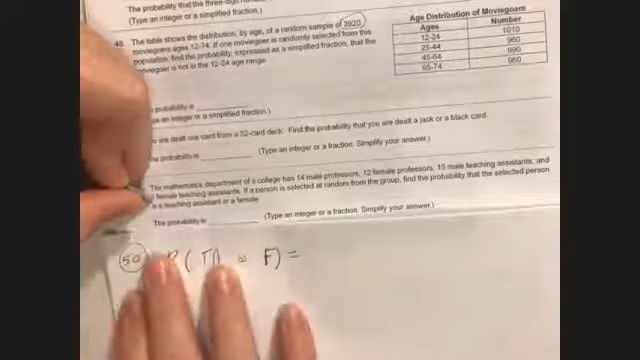 The probability that the three-digit
(Type an integer or a simplified fraction.)
48. The table shows the distribution, by age, of a random sample of 3920
moviegoers ages 12-74. If one moviegoer is randomly selected from this
population, find the probability, expressed as a simplified fraction, that the
moviegoer is not in the 12-24 age range.
Age Distribution of Moviegoers
Ages Number
12-24 1010
25-44 960
45-64 990
65-74 960
probability is
an integer or a simplified fraction.)
are dealt one card from a 52-card deck. Find the probability that you are dealt a jack or a black card.
probability is (Type an integer or a fraction. Simplify your answer.)
The mathematics department of a college has 14 male professors, 12 female professors, 15 male teaching assistants, and
female teaching assistants. If a person is selected at random from the group, find the probability that the selected person
is a teaching assistant or a female.
The probability is (Type an integer or a fraction. Simplify your answer.)
50 P( F) =